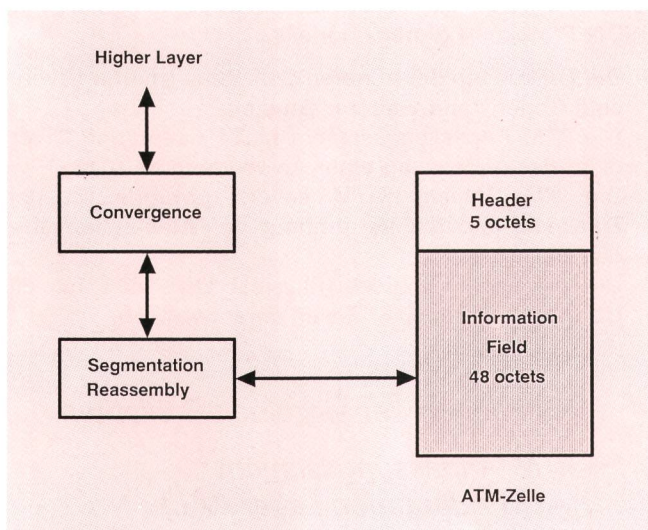 Higher Layer
Convergence
Segmentation
Reassembly
Header
5 octets
Information
Field
48 octets
ATM-Zelle